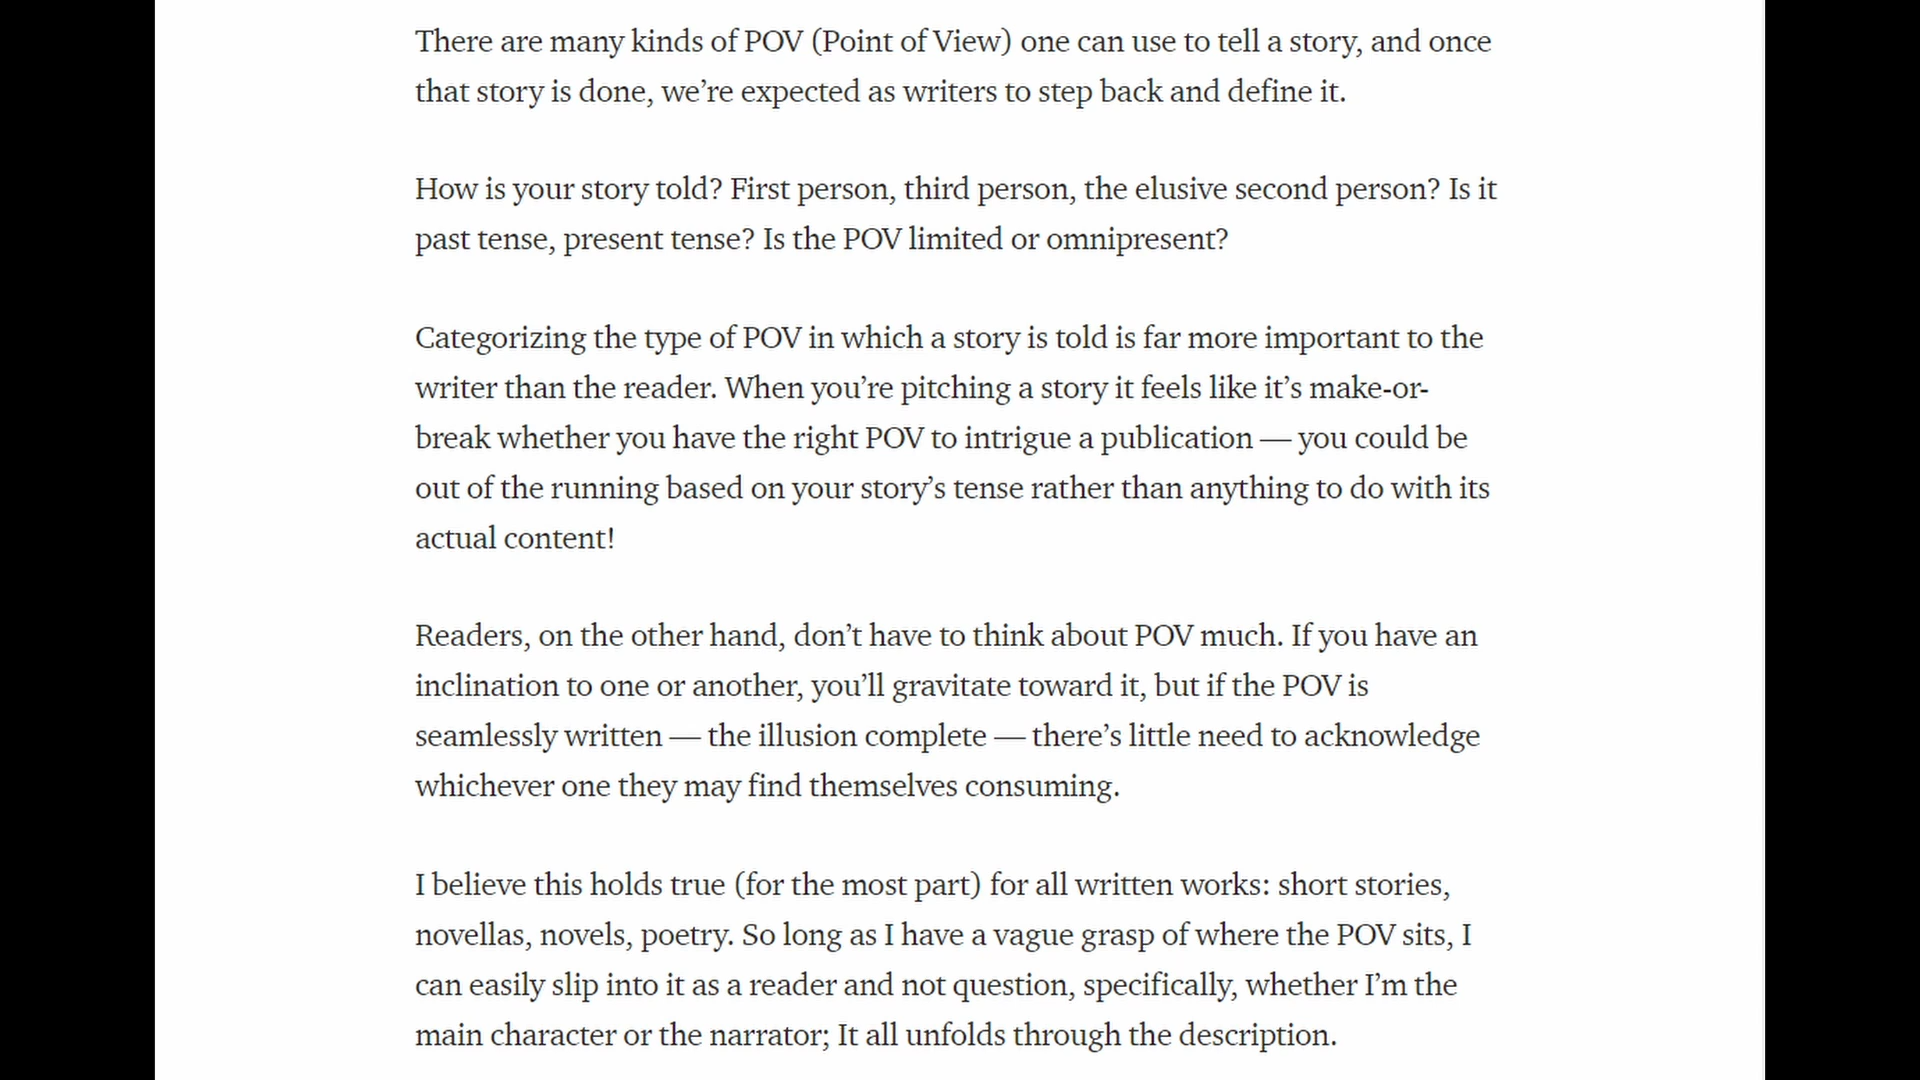 There are many kinds of POV (Point of View) one can use to tell a story, and once
that story is done, we’re expected as writers to step back and define it.
How is your story told? First person, third person, the elusive second person? Is it
past tense, present tense? Is the POV limited or omnipresent?
Categorizing the type of POV in which a story is told is far more important to the
writer than the reader. When you’re pitching a story it feels like it’s make-or-
break whether you have the right POV to intrigue a publication — you could be
out of the running based on your story’s tense rather than anything to do with its
actual content!
Readers, on the other hand, don’t have to think about POV much. If you have an
inclination to one or another, you’ll gravitate toward it, but if the POV is
seamlessly written — the illusion complete — there’s little need to acknowledge
whichever one they may find themselves consuming.
I believe this holds true (for the most part) for all written works: short stories,
novellas, novels, poetry. So long as I have a vague grasp of where the POV sits, I
can easily slip into it as a reader and not question, specifically, whether I’m the
main character or the narrator; It all unfolds through the description.